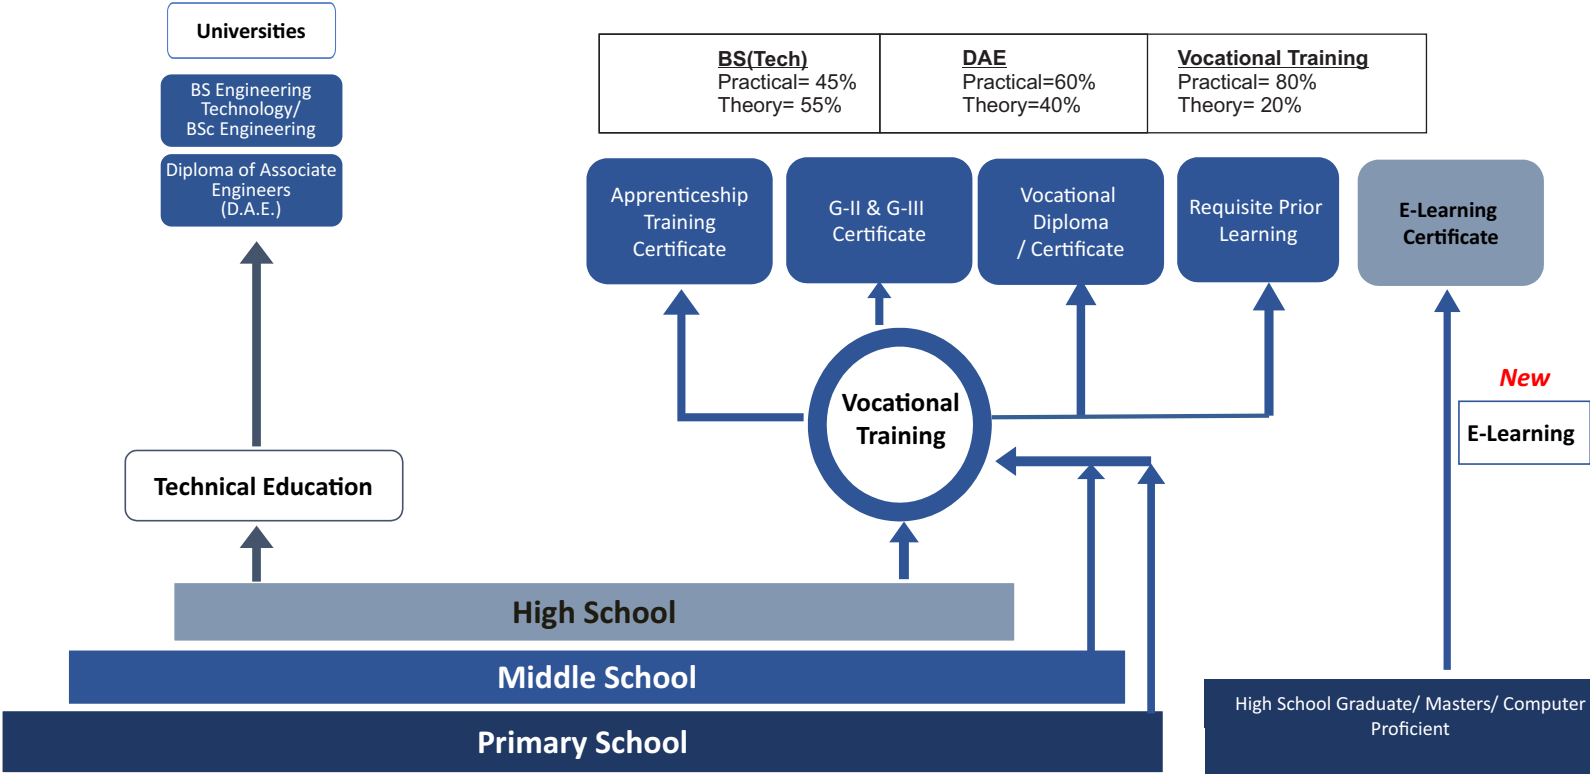 Universities
BS Engineering
Technology/
BSc Engineering
Diploma of Associate
Engineers
(D.A.E.)
Technical Education
BS(Tech)
Practical= 45%
Theory= 55%
DAE
Practical=60%
Theory=40%
Vocational Training
Practical= 80%
Theory= 20%
Apprenticeship
Training
Certificate
G-II & G-III
Certificate
Vocational
Diploma
/ Certificate
Requisite Prior
Learning
E-Learning
Certificate
Vocational
Training
New
E-Learning
High School
Middle School
Primary School
High School Graduate/ Masters/ Computer
Proficient